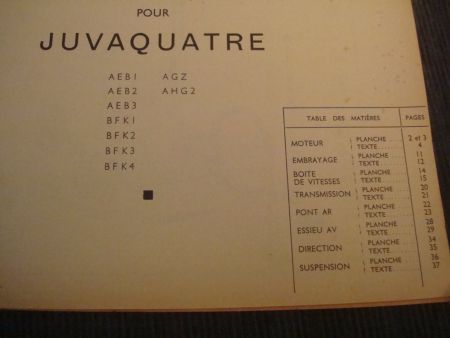 POUR
JUVAQUATRE
AEB1 AGZ
AEB2 AHG2
AEB3
BFK1
BFK2
BFK3
BFK4
TABLE DES MATIÈRES PAGES
MOTEUR PLANCHE 2 et 3
TEXTE 4
EMBRAYAGE PLANCHE 11
TEXTE 12
BOITE DE VITESSES PLANCHE 14
TEXTE 15
TRANSMISSION PLANCHE 20
TEXTE 21
PONT AR PLANCHE 22
TEXTE 23
ESSIEU AV PLANCHE 28
TEXTE 29
DIRECTION PLANCHE 34
TEXTE 35
SUSPENSION PLANCHE 36
TEXTE 37